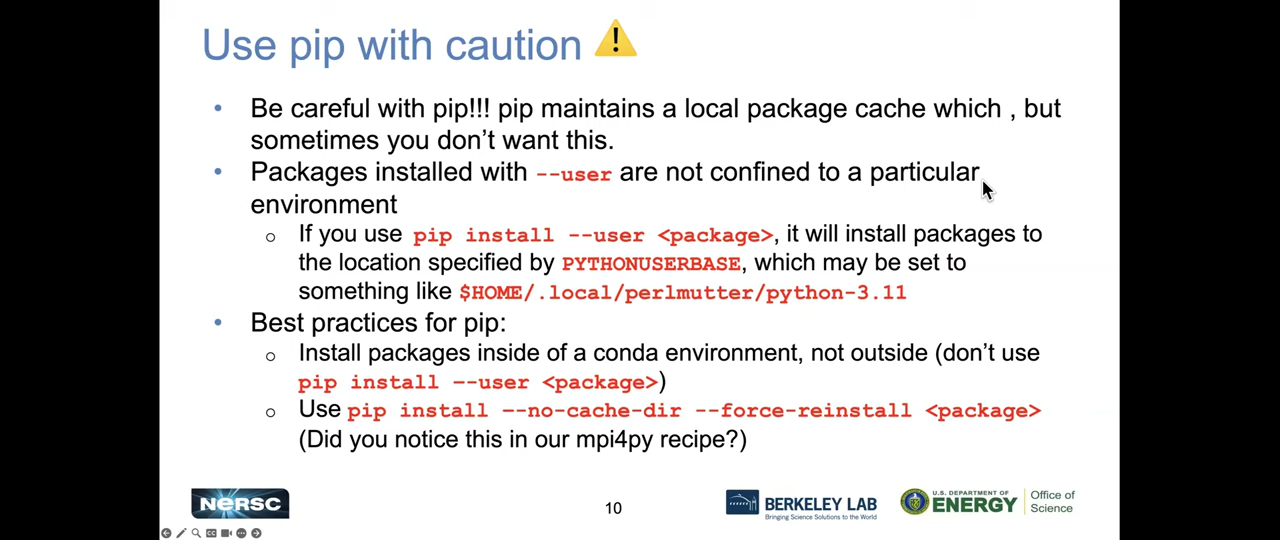 Use pip with caution
• Be careful with pip!!! pip maintains a local package cache which , but
sometimes you don’t want this.
• Packages installed with --user are not confined to a particular
environment
o If you use pip install --user <package>, it will install packages to
the location specified by PYTHONUSERBASE, which may be set to
something like $HOME/.local/perlmutter/python-3.11
• Best practices for pip:
o Install packages inside of a conda environment, not outside (don’t use
pip install --user <package>)
o Use pip install --no-cache-dir --force-reinstall <package>
(Did you notice this in our mpi4py recipe?)
NERSC
10
BERKELEY LAB
Bringing Science Solutions to the World
U.S. DEPARTMENT OF
ENERGY
Office of
Science